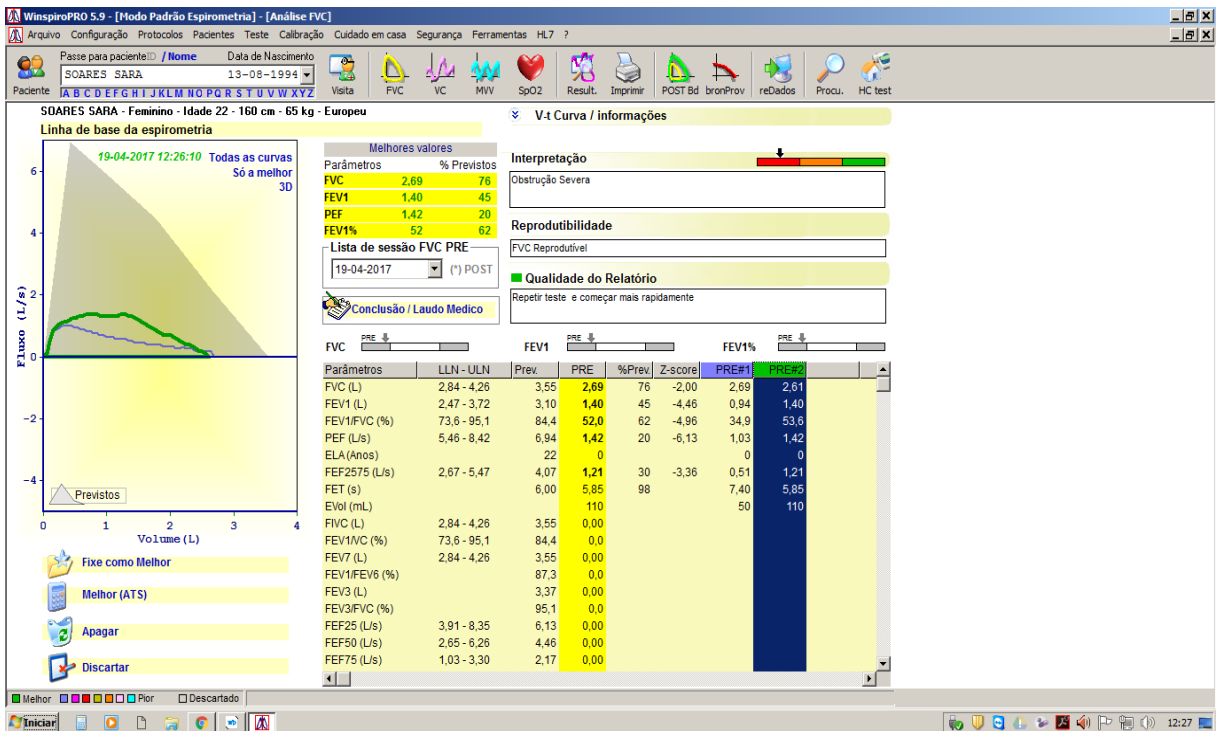 WinspiroPRO 5.9 - [Modo Padrão Espirometria] - [Análise FVC]
Arquivo Configuração Protocolos Pacientes Teste Calibração Cuidado em casa Segurança Ferramentas HL7 ?
Passe para paciente ID / Nome Data de Nascimento
SOARES SARA 13-08-1994
A B C D E F G H I J K L M N O P Q R S T U V W X Y Z
Paciente Visita FVC VC MVV SpO2 Result. Imprimir POST Bd bronProv reDados Procu. HC test
SOARES SARA - Feminino - Idade 22 - 160 cm - 65 kg - Europeu
Linha de base da espirometria
19-04-2017 12:26:10 Todas as curvas
Só a melhor
3D
6
4
2
0
-2
-4
Fluxo (L/s)
Previstos
0 1 2 3 4
Volume(L)
Fixe como Melhor
Melhor (ATS)
Apagar
Discartar
Melhores valores
Parâmetros % Previstos
FVC 2,69 76
FEV1 1,40 45
PEF 1,42 20
FEV1% 52 62
Lista de sessão FVC PRE
19-04-2017 (*) POST
Conclusão / Laudo Medico
V-t Curva / informações
Interpretação
Obstrução Severa
Reprodutibilidade
FVC Reprodutível
Qualidade do Relatório
Repetir teste e começar mais rapidamente
FVC PRE FEV1 PRE FEV1% PRE
Parâmetros LLN - ULN Prev. PRE %Prev. Z-score PRE#1 PRE#2
FVC (L) 2,84 - 4,26 3,55 2,69 76 -2,00 2,69 2,61
FEV1 (L) 2,47 - 3,72 3,10 1,40 45 -4,46 0,94 1,40
FEV1/FVC (%) 73,6 - 95,1 84,4 52,0 62 -4,96 34,9 53,6
PEF (L/s) 5,46 - 8,42 6,94 1,42 20 -6,13 1,03 1,42
ELA (Anos) 22 0 0 0
FEF2575 (L/s) 2,67 - 5,47 4,07 1,21 30 -3,36 0,51 1,21
FET (s) 6,00 5,85 98 7,40 5,85
EVol (mL) 110 50 110
FIVC (L) 2,84 - 4,26 3,55 0,00
FEV1/VC (%) 73,6 - 95,1 84,4 0,0
FEV7 (L) 2,84 - 4,26 3,55 0,00
FEV1/FEV6 (%) 87,3 0,0
FEV3 (L) 3,37 0,00
FEV3/FVC (%) 95,1 0,0
FEF25 (L/s) 3,91 - 8,35 6,13 0,00
FEF50 (L/s) 2,65 - 6,26 4,46 0,00
FEF75 (L/s) 1,03 - 3,30 2,17 0,00
Melhor Pior Descartado
Iniciar 12:27